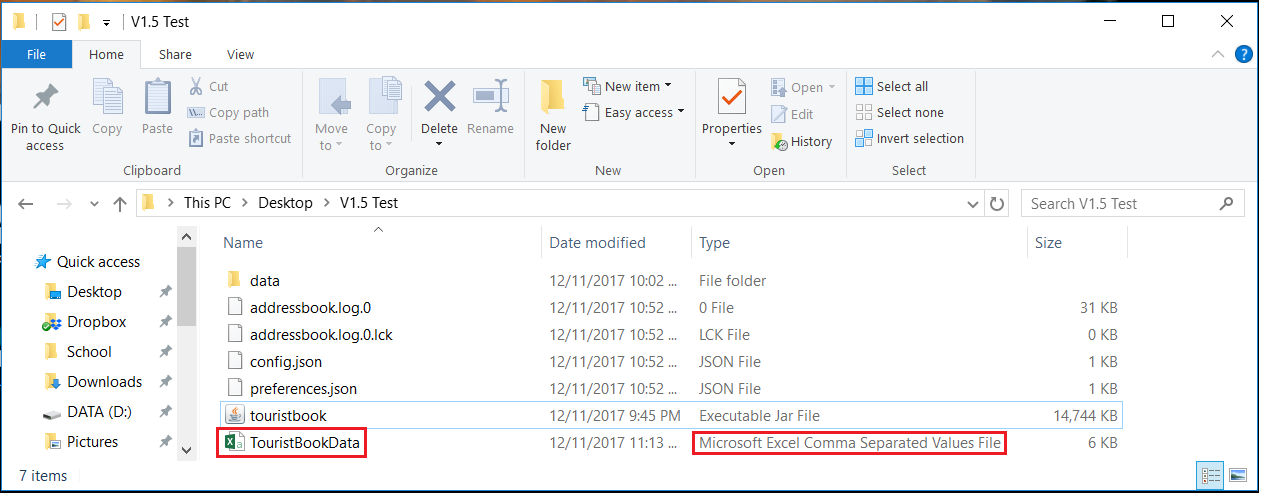 V1.5 Test
File Home Share View
Pin to Quick access
Copy
Paste
Cut
Copy path
Paste shortcut
Clipboard
Move to
Copy to
Delete
Rename
Organize
New folder
New item
Easy access
New
Properties
Open
Edit
History
Open
Select all
Select none
Invert selection
Select
This PC > Desktop > V1.5 Test
Search V1.5 Test
Quick access
Desktop
Dropbox
School
Downloads
DATA (D:)
Pictures
Name Date modified Type Size
data 12/11/2017 10:02 ... File folder
addressbook.log.0 12/11/2017 10:52 ... 0 File 31 KB
addressbook.log.0.lck 12/11/2017 10:52 ... LCK File 0 KB
config.json 12/11/2017 10:52 ... JSON File 1 KB
preferences.json 12/11/2017 10:52 ... JSON File 1 KB
touristbook 12/11/2017 9:45 PM Executable Jar File 14,744 KB
TouristBookData 12/11/2017 11:13 ... Microsoft Excel Comma Separated Values File 6 KB
7 items